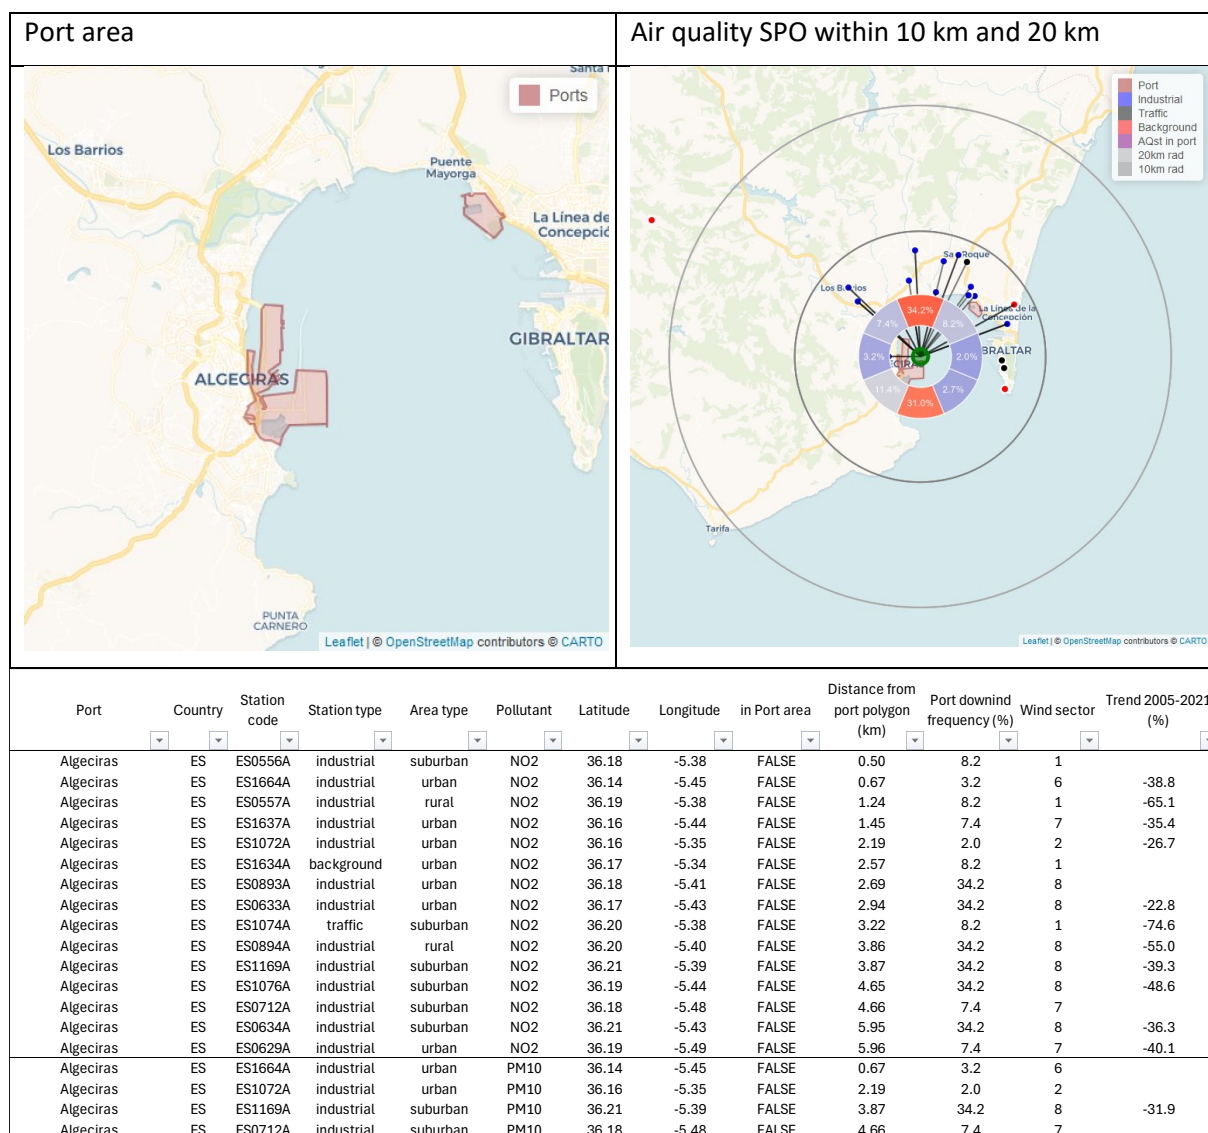 Port area
Air quality SPO within 10 km and 20 km
Los Barrios
Puente
Mayorga
La Línea de
Concepció
GIBRALTAR
ALGECIRAS
PUNTA
CARNERO
Ports
Leaflet | © OpenStreetMap contributors © CARTO
Port
Industrial
Traffic
Background
AQst in port
20km rad
10km rad
Roque
La Línea de la
Concepción
BRALTAR
34.2%
8.2%
2.0%
2.7%
31.0%
11.4%
3.2%
7.4%
Tarifa
Leaflet | © OpenStreetMap contributors © CARTO
Port Country Station code Station type Area type Pollutant Latitude Longitude in Port area Distance from port polygon (km) Port downind frequency (%) Wind sector Trend 2005-2021 (%)
Algeciras ES ES0556A industrial suburban NO2 36.18 -5.38 FALSE 0.50 8.2 1
Algeciras ES ES1664A industrial urban NO2 36.14 -5.45 FALSE 0.67 3.2 6 -38.8
Algeciras ES ES0557A industrial rural NO2 36.19 -5.38 FALSE 1.24 8.2 1 -65.1
Algeciras ES ES1637A industrial urban NO2 36.16 -5.44 FALSE 1.45 7.4 7 -35.4
Algeciras ES ES1072A industrial urban NO2 36.16 -5.35 FALSE 2.19 2.0 2 -26.7
Algeciras ES ES1634A background urban NO2 36.17 -5.34 FALSE 2.57 8.2 1
Algeciras ES ES0893A industrial urban NO2 36.18 -5.41 FALSE 2.69 34.2 8
Algeciras ES ES0633A industrial urban NO2 36.17 -5.43 FALSE 2.94 34.2 8 -22.8
Algeciras ES ES1074A traffic suburban NO2 36.20 -5.38 FALSE 3.22 8.2 1 -74.6
Algeciras ES ES0894A industrial rural NO2 36.20 -5.40 FALSE 3.86 34.2 8 -55.0
Algeciras ES ES1169A industrial suburban NO2 36.21 -5.39 FALSE 3.87 34.2 8 -39.3
Algeciras ES ES1076A industrial suburban NO2 36.19 -5.44 FALSE 4.65 34.2 8 -48.6
Algeciras ES ES0712A industrial suburban NO2 36.18 -5.48 FALSE 4.66 7.4 7
Algeciras ES ES0634A industrial suburban NO2 36.21 -5.43 FALSE 5.95 34.2 8 -36.3
Algeciras ES ES0629A industrial urban NO2 36.19 -5.49 FALSE 5.96 7.4 7 -40.1
Algeciras ES ES1664A industrial urban PM10 36.14 -5.45 FALSE 0.67 3.2 6
Algeciras ES ES1072A industrial urban PM10 36.16 -5.35 FALSE 2.19 2.0 2
Algeciras ES ES1169A industrial suburban PM10 36.21 -5.39 FALSE 3.87 34.2 8 -31.9
Algeciras ES ES0712A industrial suburban PM10 36.18 -5.48 FALSE 4.66 7.4 7